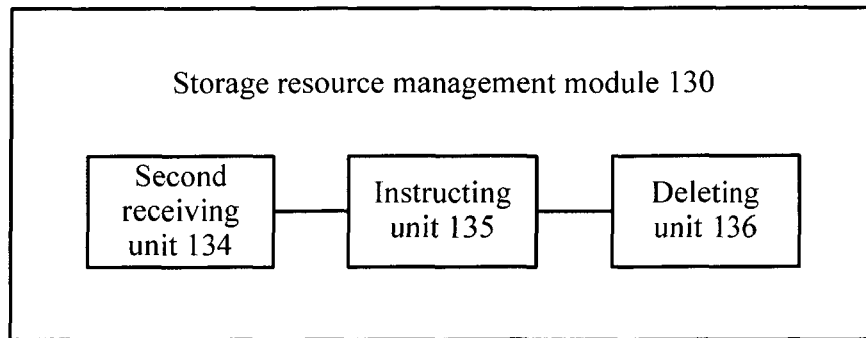 Storage resource management module 130
Second
receiving
unit 134
Instructing
unit 135
Deleting
unit 136